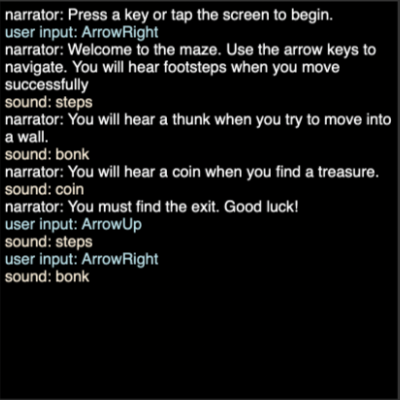 narrator: Press a key or tap the screen to begin.
user input: ArrowRight
narrator: Welcome to the maze. Use the arrow keys to
navigate. You will hear footsteps when you move
successfully
sound: steps
narrator: You will hear a thunk when you try to move into
a wall.
sound: bonk
narrator: You will hear a coin when you find a treasure.
sound: coin
narrator: You must find the exit. Good luck!
user input: ArrowUp
sound: steps
user input: ArrowRight
sound: bonk